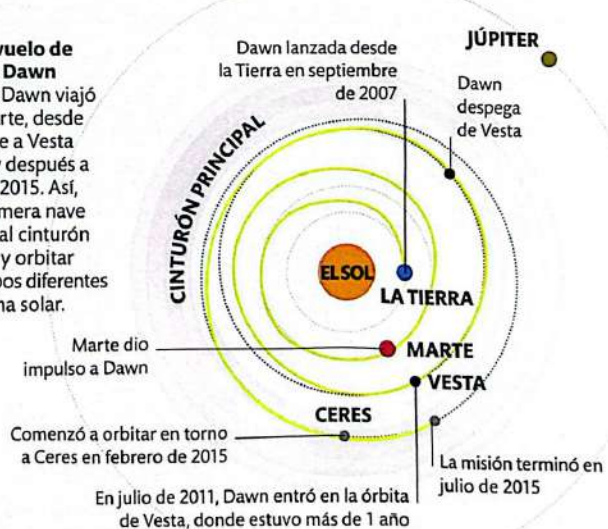 vuelo de
Dawn
Dawn viajó
rte, desde
e a Vesta
después a
2015. Así,
mera nave
al cinturón
y orbitar
pos diferentes
na solar.
Dawn lanzada desde
la Tierra en septiembre
de 2007
JÚPITER
Dawn
despega
de Vesta
CINTURÓN PRINCIPAL
EL SOL
LA TIERRA
Marte dio
impulso a Dawn
MARTE
VESTA
CERES
Comenzó a orbitar en torno
a Ceres en febrero de 2015
La misión terminó en
julio de 2015
En julio de 2011, Dawn entró en la órbita
de Vesta, donde estuvo más de 1 año